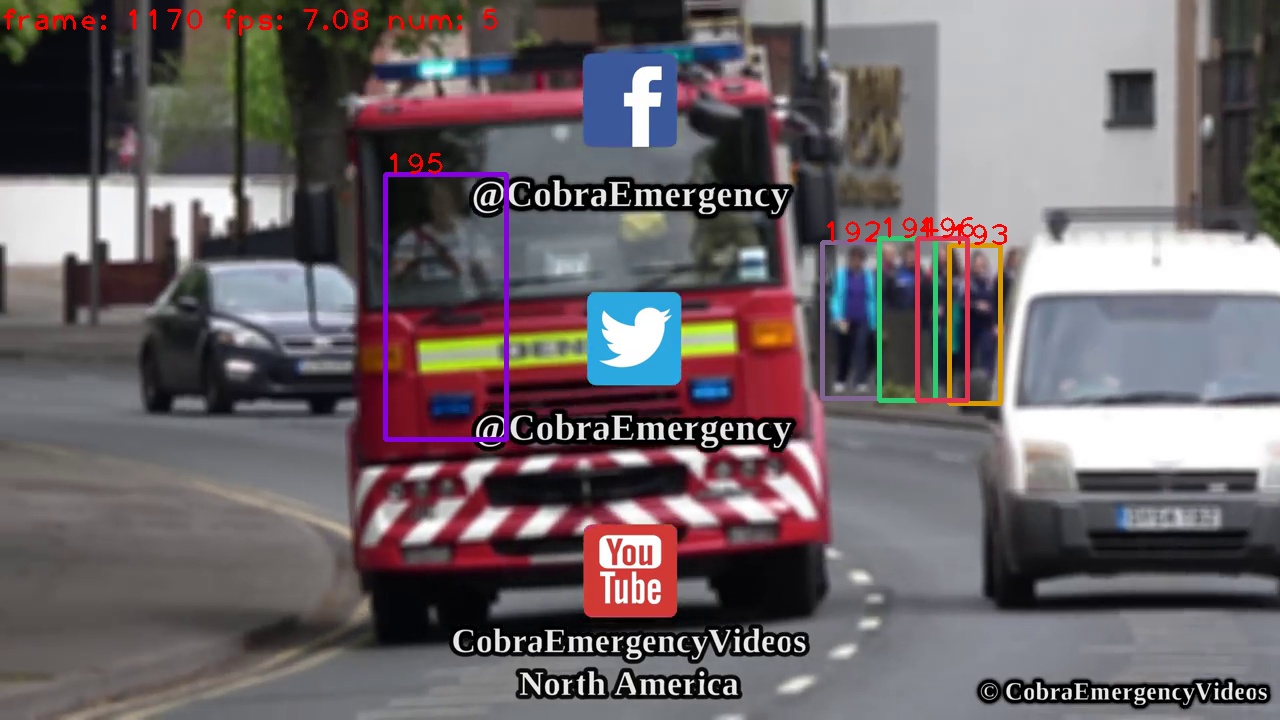 frame: 1170 fps: 7.08 num: 5
195
f
@CobraEmergency
192
194
196
193
@CobraEmergency
You
Tube
CobraEmergencyVideos
North America
© CobraEmergencyVideos